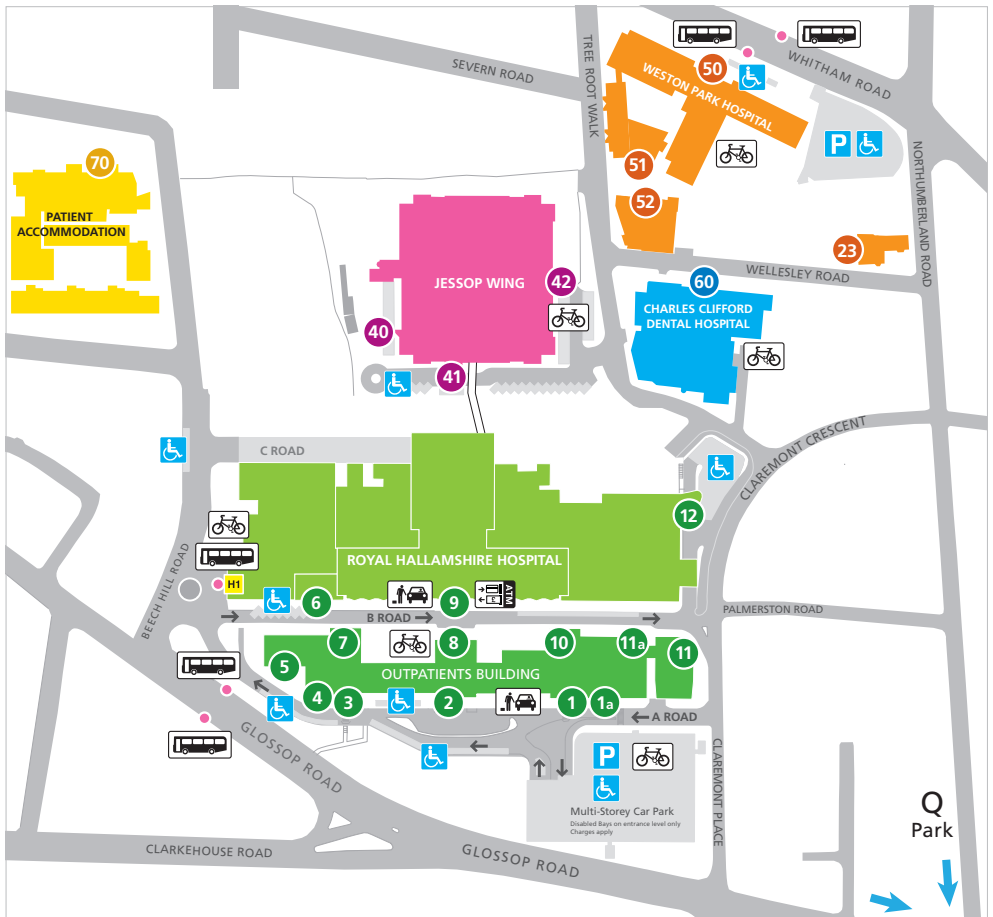 SEVERN ROAD
TREE ROOT WALK
WHITHAM ROAD
50
WESTON PARK HOSPITAL
P
NORTHUMBERLAND ROAD
70
51
52
PATIENT
ACCOMMODATION
23
WELLESLEY ROAD
JESSOP WING
42
60
CHARLES CLIFFORD
DENTAL HOSPITAL
40
41
C ROAD
CLAREMONT CRESCENT
12
ROYAL HALLAMSHIRE HOSPITAL
H1
BEECH HILL ROAD
6
9
ATM
B ROAD
PALMERSTON ROAD
7
8
10
11a
11
5
OUTPATIENTS BUILDING
4
3
2
1
1a
A ROAD
GLOSSOP ROAD
P
CLAREMONT PLACE
Multi-Storey Car Park
Disabled Bays on entrance level only
Charges apply
Q
Park
CLARKEHOUSE ROAD
GLOSSOP ROAD